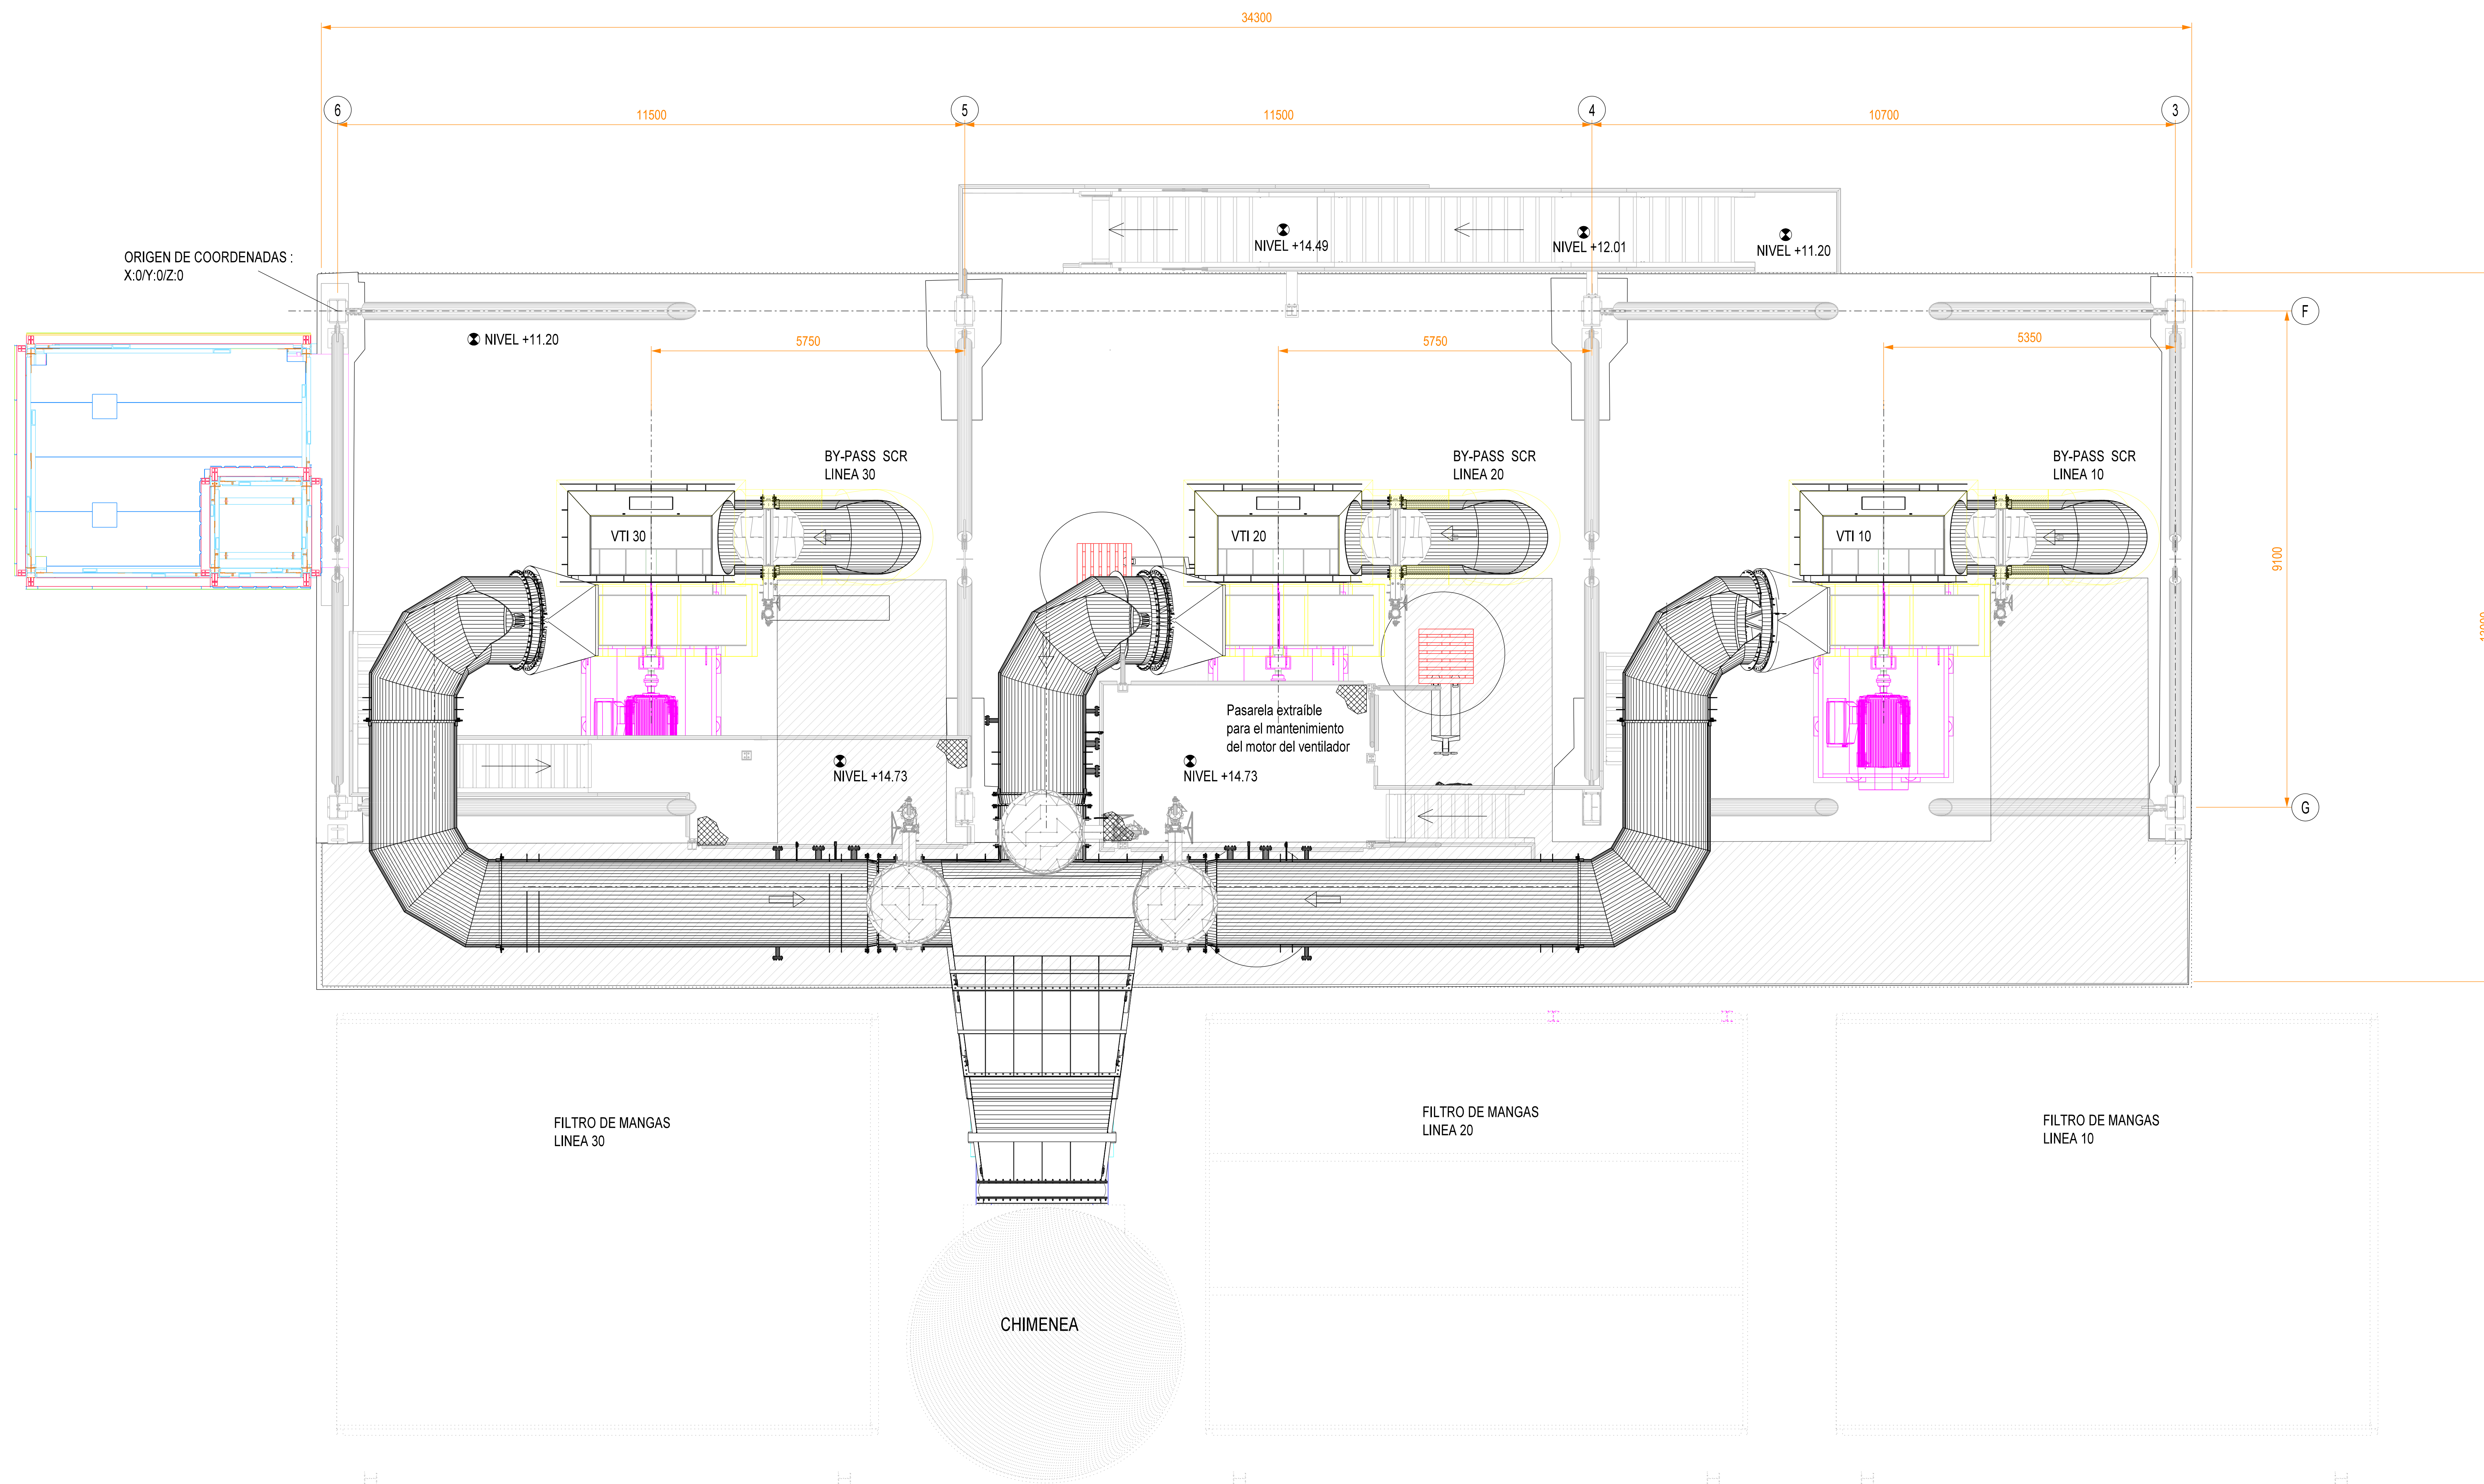 34300
6
5
4
3
11500
11500
10700
ORIGEN DE COORDENADAS :
X:0/Y:0/Z:0
NIVEL +14.49
NIVEL +12.01
NIVEL +11.20
F
NIVEL +11.20
5750
5750
5350
BY-PASS SCR
LINEA 30
BY-PASS SCR
LINEA 20
BY-PASS SCR
LINEA 10
VTI 30
VTI 20
VTI 10
9100
Pasarela extraíble
para el mantenimiento
del motor del ventilador
NIVEL +14.73
NIVEL +14.73
G
FILTRO DE MANGAS
LINEA 30
FILTRO DE MANGAS
LINEA 20
FILTRO DE MANGAS
LINEA 10
CHIMENEA